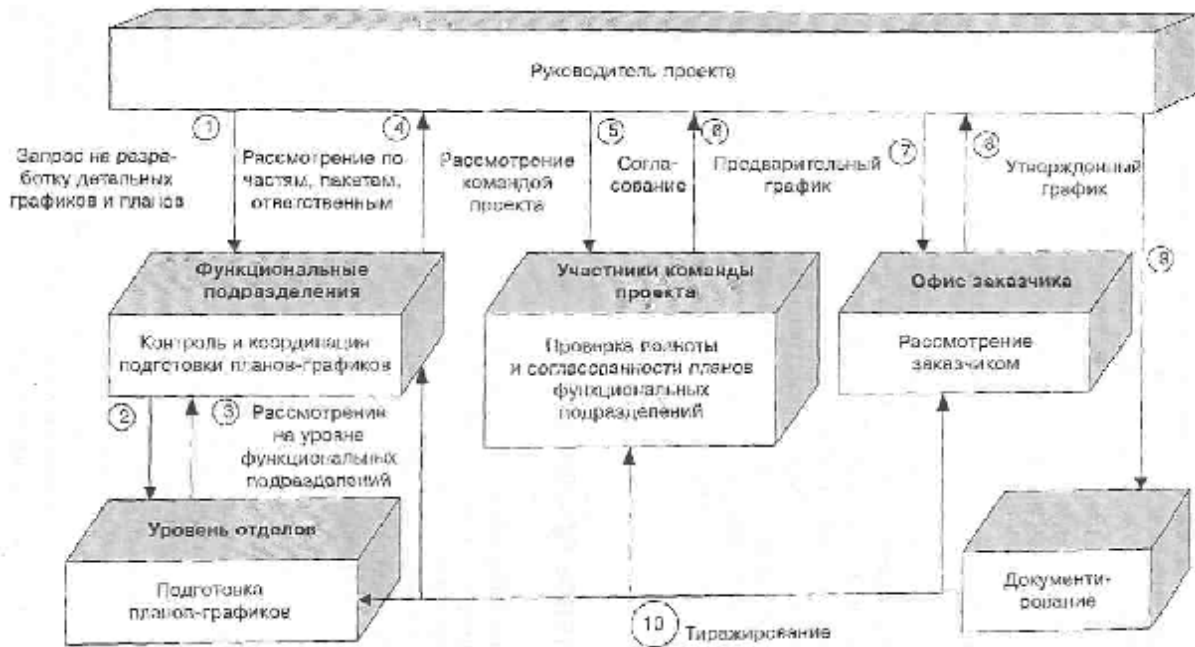 Руководитель проекта
1
4
5
6
7
8
Запрос на разра-
ботку детальных
графиков и планов
Рассмотрение по
частям, пакетам,
ответственным
Рассмотрение
командой
проекта
Согла-
сование
Предварительный
график
Утвержденный
график
9
Функциональные
подразделения
Контроль и координация
подготовки планов-графиков
Участники команды
проекта
Проверка полноты
и согласованности планов
функциональных
подразделений
Офис заказчика
Рассмотрение
заказчиком
2
3
Рассмотрение
на уровне
функциональных
подразделений
Уровень отделов
Подготовка
планов-графиков
Документи-
рование
10
Тиражирование